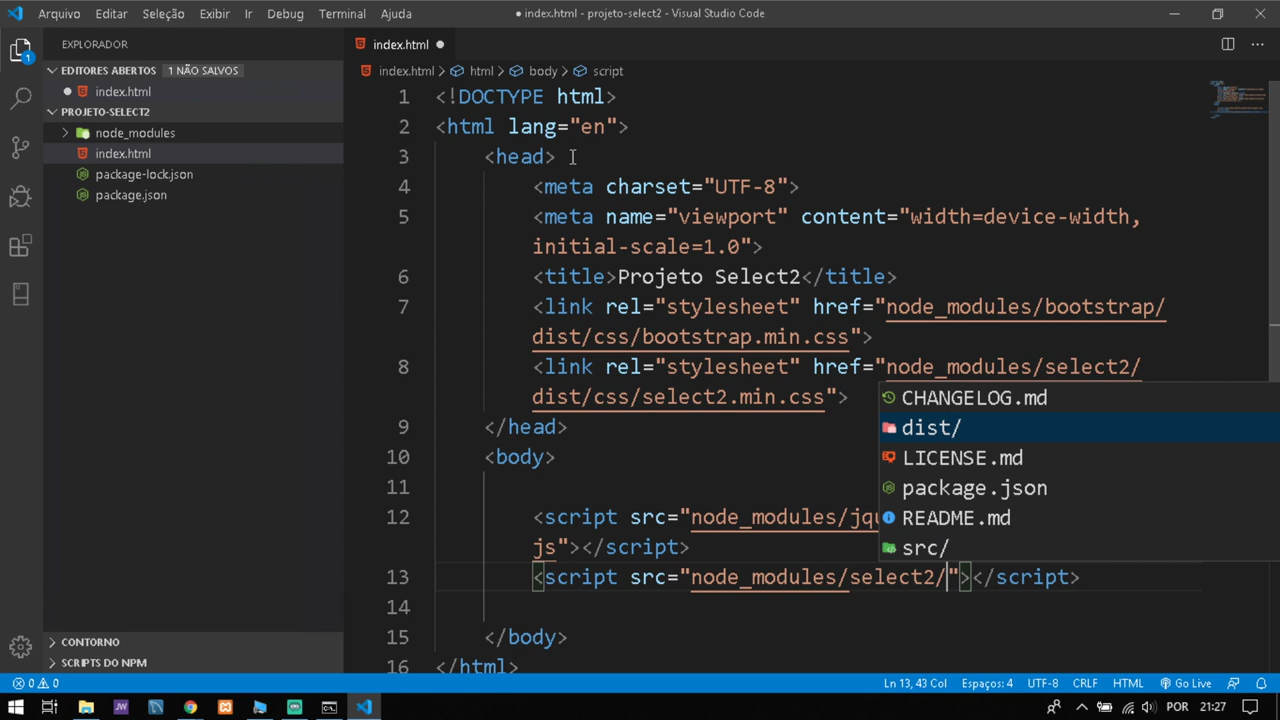 Arquivo Editar Seleção Exibir Ir Debug Terminal Ajuda
● index.html - projeto-select2 - Visual Studio Code
EXPLORADOR
EDITORES ABERTOS 1 NÃO SALVOS
index.html
PROJETO-SELECT2
node_modules
index.html
package-lock.json
package.json
CONTORNO
SCRIPTS DO NPM
1
index.html ●
index.html > html > body > script
1 <!DOCTYPE html>
2 <html lang="en">
3 <head>
4 <meta charset="UTF-8">
5 <meta name="viewport" content="width=device-width,
initial-scale=1.0">
6 <title>Projeto Select2</title>
7 <link rel="stylesheet" href="node_modules/bootstrap/
dist/css/bootstrap.min.css">
8 <link rel="stylesheet" href="node_modules/select2/
dist/css/select2.min.css">
9 </head>
10 <body>
11
12 <script src="node_modules/jqu
js"></script>
13 <script src="node_modules/select2/"></script>
14
15 </body>
16 </html>
CHANGELOG.md
dist/
LICENSE.md
package.json
README.md
src/
0 0
Ln 13, 43 Col Espaços: 4 UTF-8 CRLF HTML Go Live
JW
POR 21:27